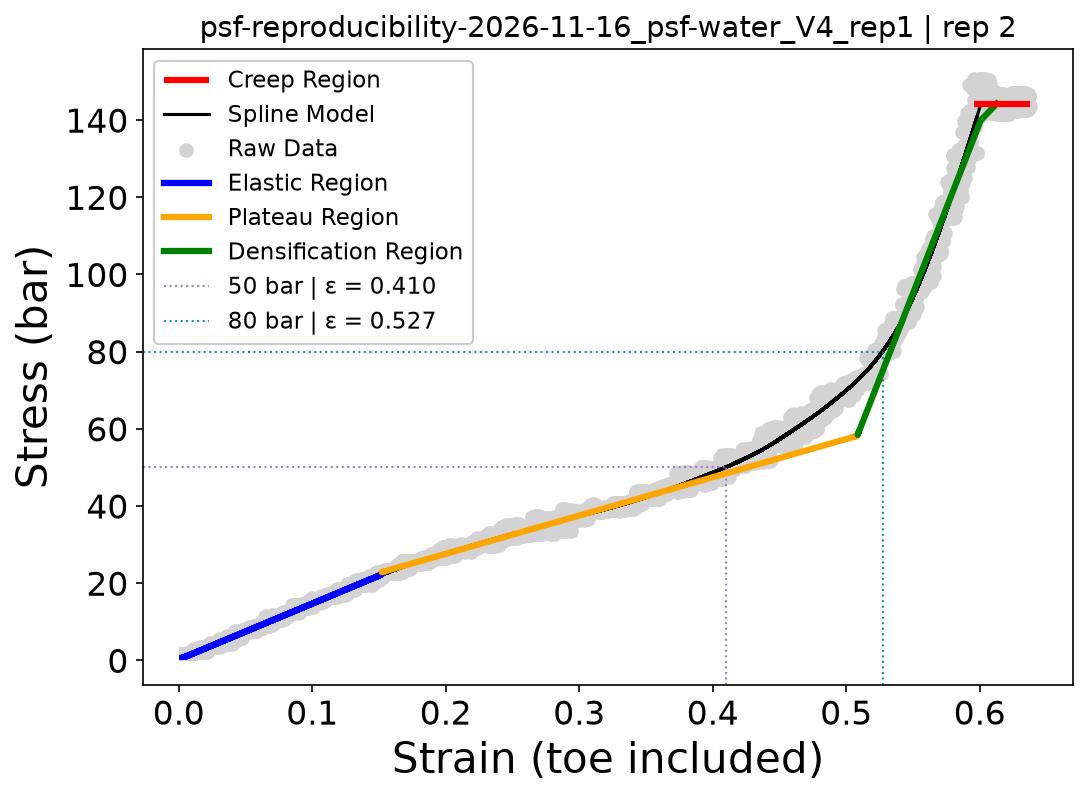 psf-reproducibility-2026-11-16_psf-water_V4_rep1 | rep 2
Creep Region
Spline Model
Raw Data
Elastic Region
Plateau Region
Densification Region
50 bar | ε = 0.410
80 bar | ε = 0.527
Stress (bar)
140
120
100
80
60
40
20
0
0.0 0.1 0.2 0.3 0.4 0.5 0.6
Strain (toe included)